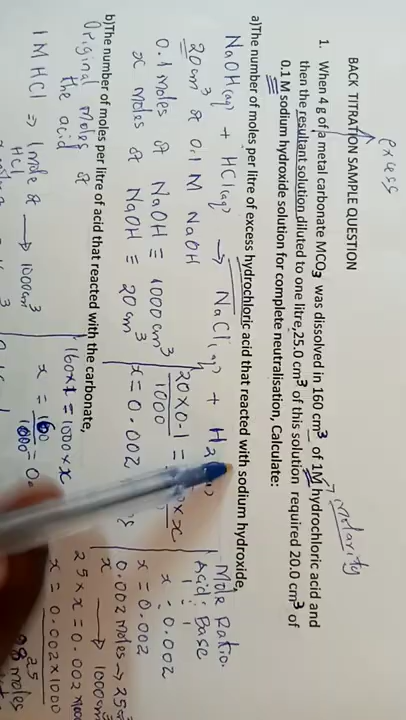 excess
BACK TITRATION SAMPLE QUESTION
Molarity
1. When 4 g of a metal carbonate MCO3 was dissolved in 160 cm3 of 1M hydrochloric acid and
then the resultant solution diluted to one litre, 25.0 cm3 of this solution required 20.0 cm3 of
0.1 M sodium hydroxide solution for complete neutralisation, Calculate:
a)The number of moles per litre of excess hydrochloric acid that reacted with sodium hydroxide,
NaOH(aq) + HCl(aq) → NaCl(aq) + H2
20 cm3 of 0.1 M NaOH
0.1 moles of NaOH = 1000 cm3
x moles of NaOH = 20 cm3
20 x 0.1 =
1000
x = 0.002
Mole Ratio.
Acid : Base
1 : 1
x : 0.002
x = 0.002
0.002 moles → 25
x → 1000 cm3
25 x x = 0.002 x
x = 0.002 x 1000
25
moles
b)The number of moles per litre of acid that reacted with the carbonate,
Original moles of
the acid
1 M HCl ⇒ 1 mole of → 1000 cm3
HCl
160 x 1 = 1000 x x
x = 160
1000 = 0.